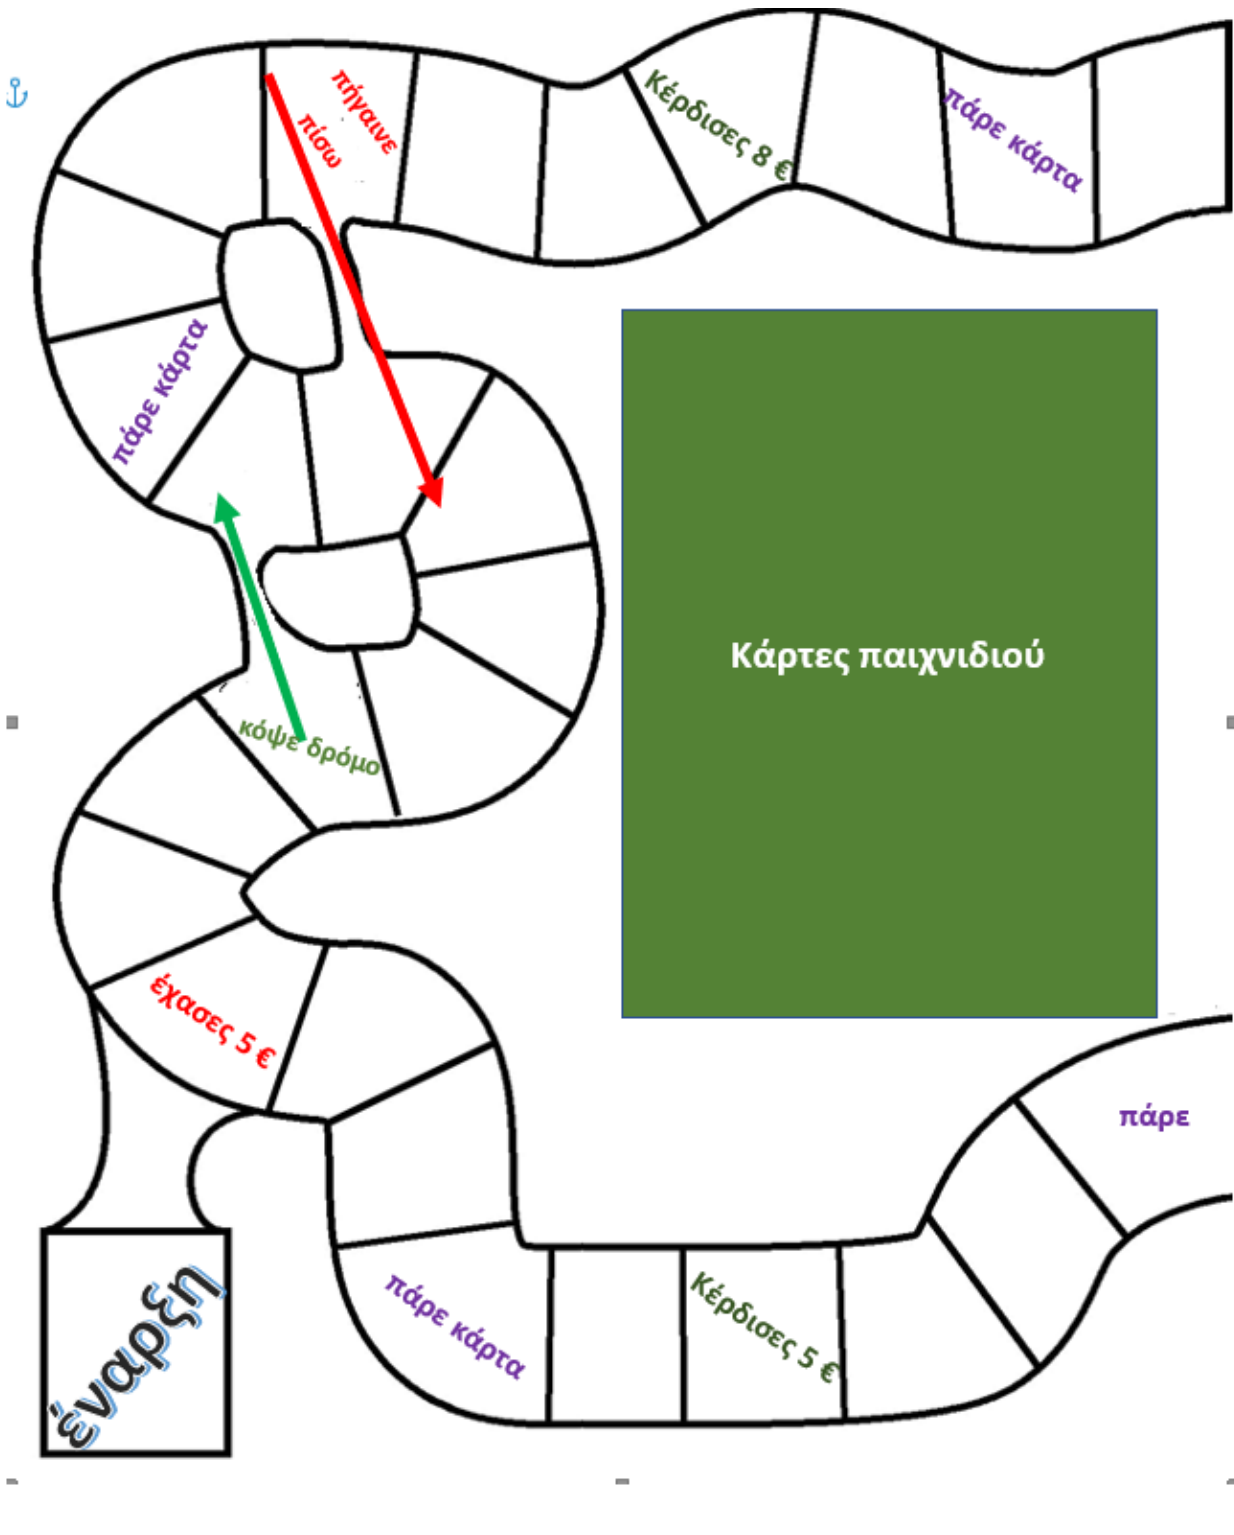 πήγαινε
πίσω
Κέρδισες 8 €
πάρε κάρτα
πάρε κάρτα
Κάρτες παιχνιδιού
κόψε δρόμο
έχασες 5 €
πάρε
έναρξη
πάρε κάρτα
Κέρδισες 5 €